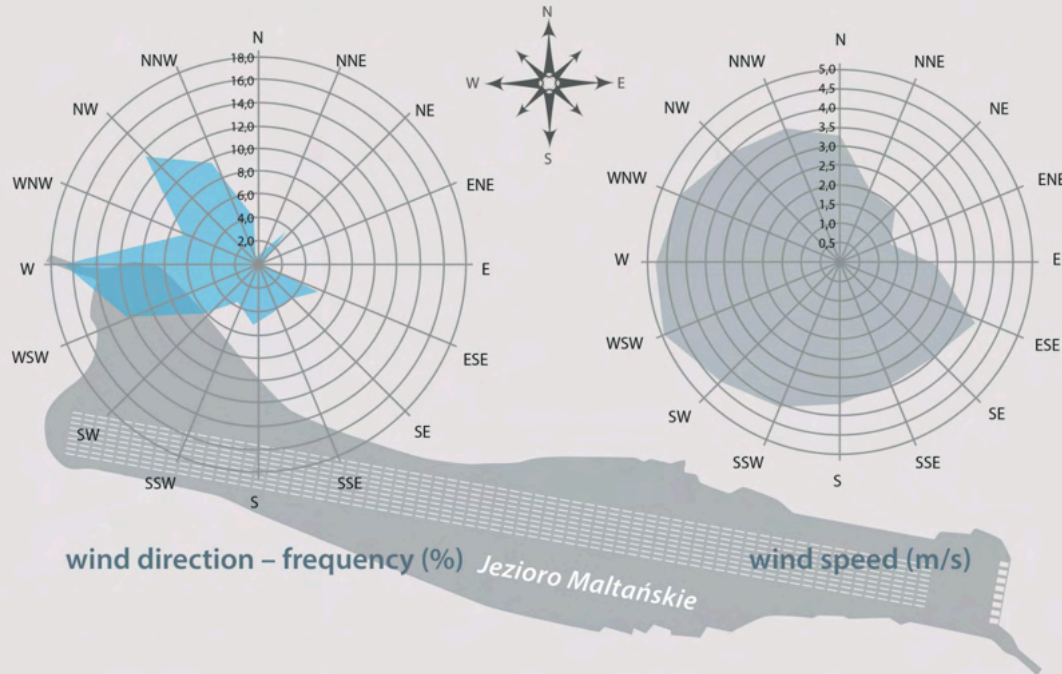 N
NNW
NNE
NW
NE
WNW
ENE
W
E
WSW
ESE
SW
SE
SSW
SSE
S
18,0
16,0
14,0
12,0
10,0
8,0
6,0
4,0
2,0
N
W E
S
N
NNW
NNE
NW
NE
WNW
ENE
W
E
WSW
ESE
SW
SE
SSW
SSE
S
5,0
4,5
4,0
3,5
3,0
2,5
2,0
1,5
1,0
0,5
wind direction – frequency (%)
Jezioro Maltańskie
wind speed (m/s)